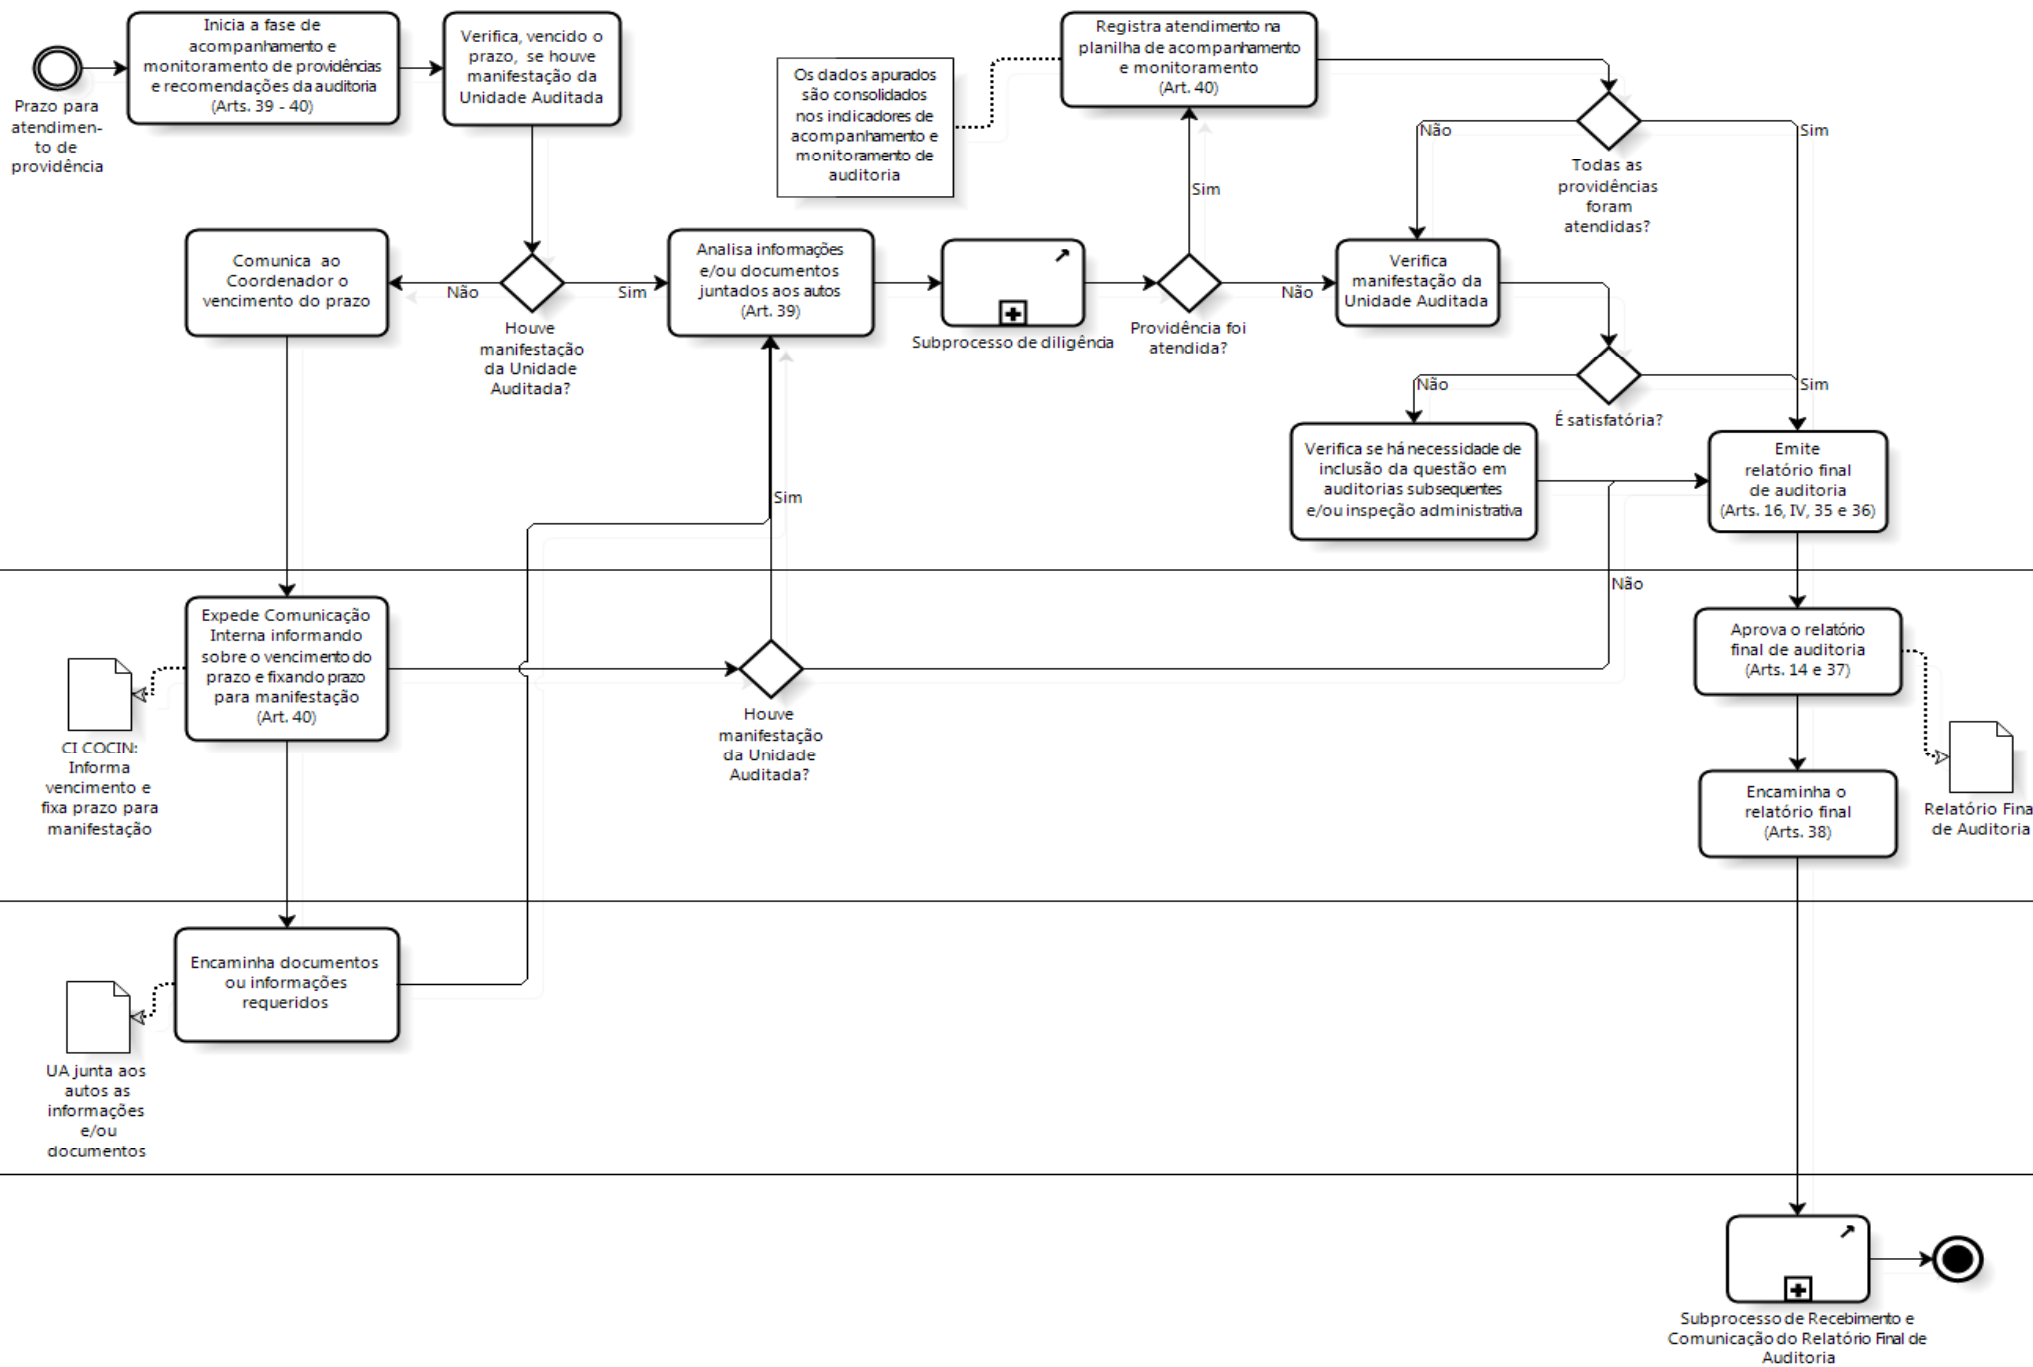 Prazo para
atendimen-
to de
providência
Inicia a fase de
acompanhamento e
monitoramento de providências
e recomendações da auditoria
(Arts. 39 - 40)
Verifica, vencido o
prazo, se houve
manifestação da
Unidade Auditada
Os dados apurados
são consolidados
nos indicadores de
acompanhamento e
monitoramento de
auditoria
Registra atendimento na
planilha de acompanhamento
e monitoramento
(Art. 40)
Não
Sim
Todas as
providências
foram
atendidas?
Sim
Comunica ao
Coordenador o
vencimento do prazo
Não
Sim
Houve
manifestação
da Unidade
Auditada?
Analisa informações
e/ou documentos
juntados aos autos
(Art. 39)
Subprocesso de diligência
Providência foi
atendida?
Não
Verifica
manifestação da
Unidade Auditada
Não
Sim
É satisfatória?
Verifica se há necessidade de
inclusão da questão em
auditorias subsequentes
e/ou inspeção administrativa
Emite
relatório final
de auditoria
(Arts. 16, IV, 35 e 36)
Sim
Não
Expede Comunicação
Interna informando
sobre o vencimento do
prazo e fixando prazo
para manifestação
(Art. 40)
CI COCIN:
Informa
vencimento e
fixa prazo para
manifestação
Houve
manifestação
da Unidade
Auditada?
Aprova o relatório
final de auditoria
(Arts. 14 e 37)
Encaminha o
relatório final
(Arts. 38)
Relatório Fina
de Auditoria
Encaminha documentos
ou informações
requeridos
UA junta aos
autos as
informações
e/ou
documentos
Subprocesso de Recebimento e
Comunicação do Relatório Final de
Auditoria